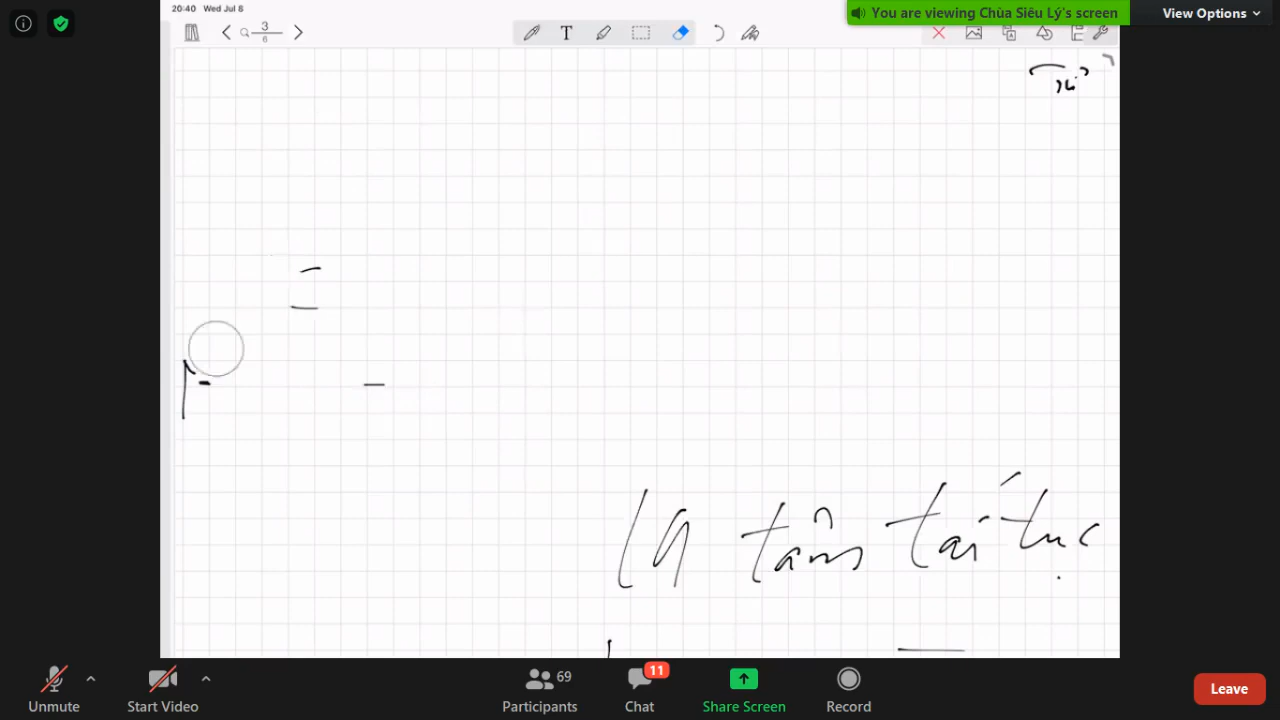 20:40 Wed Jul 8
You are viewing Chùa Siêu Lý's screen
View Options
3
6
T
19 tâm tái tục
69
11
Unmute
Start Video
Participants
Chat
Share Screen
Record
Leave